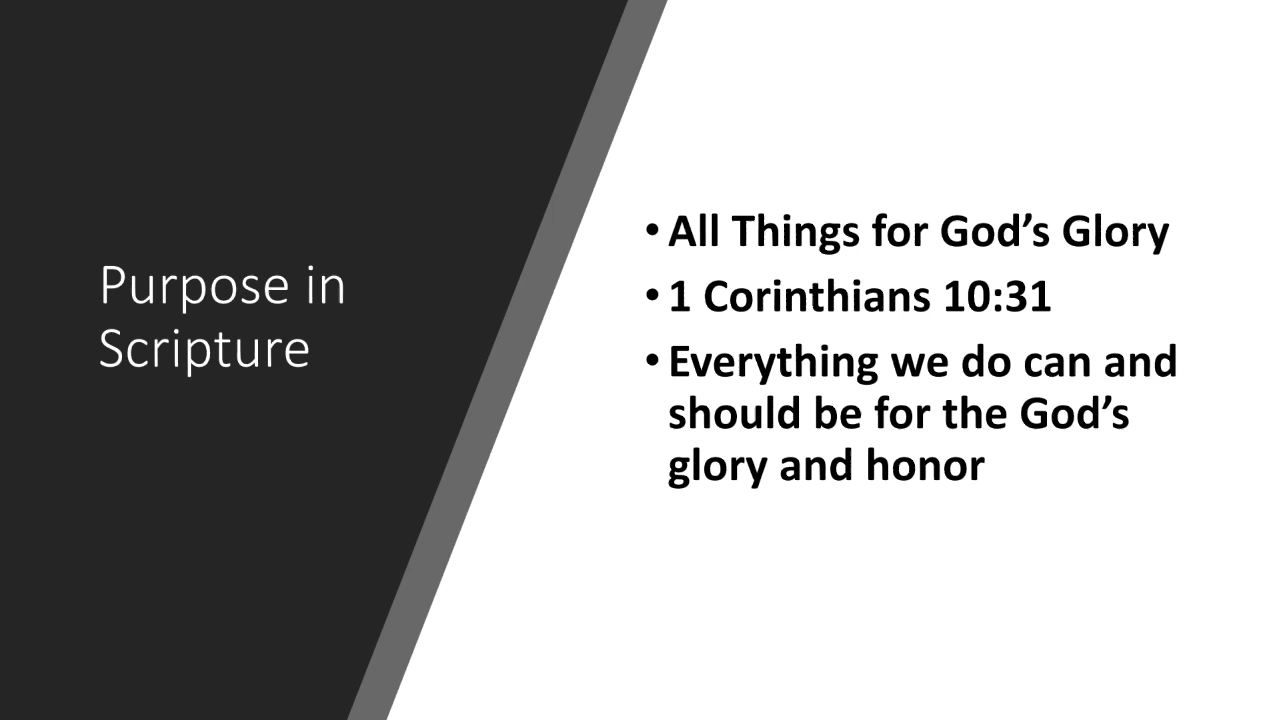 Purpose in
Scripture
• All Things for God’s Glory
• 1 Corinthians 10:31
• Everything we do can and
should be for the God’s
glory and honor